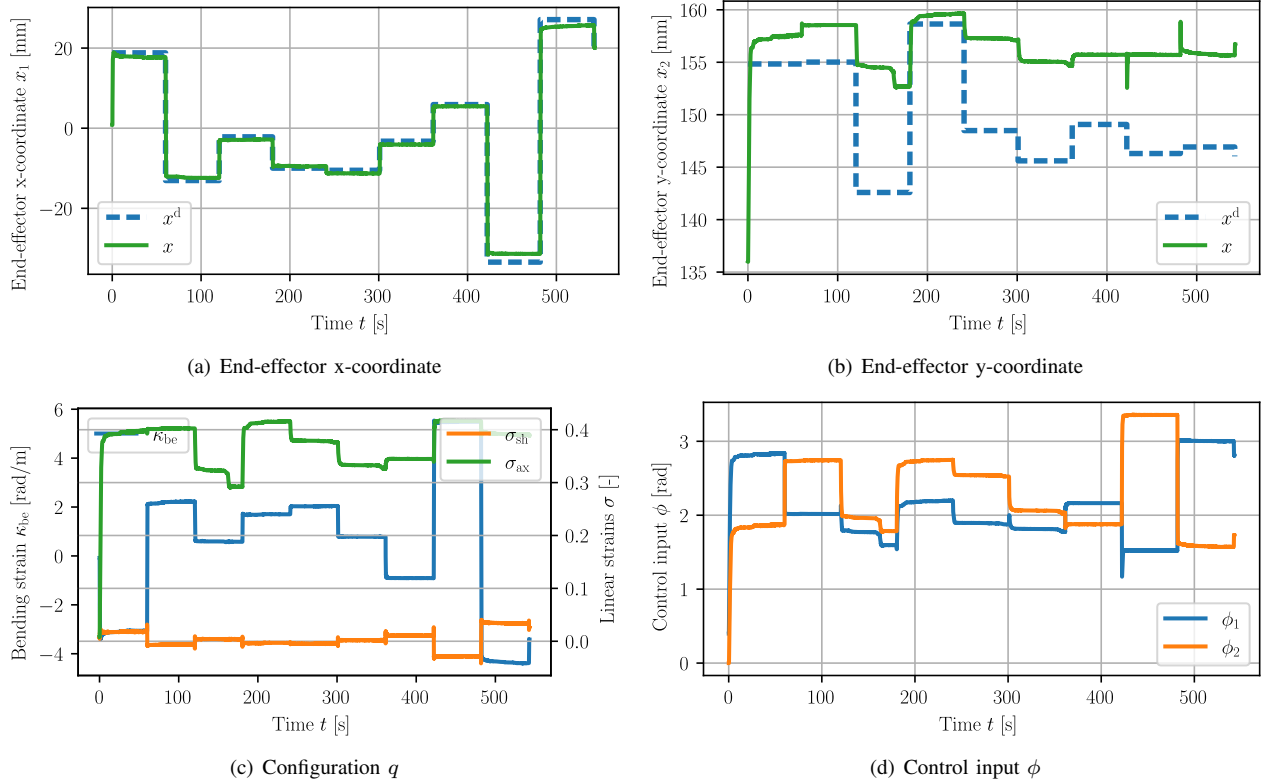 End-effector x-coordinate x₁ [mm]
20
0
−20
0
100
200
300
400
500
Time t [s]
xᵈ
x
(a) End-effector x-coordinate
End-effector y-coordinate x₂ [mm]
160
155
150
145
140
135
0
100
200
300
400
500
Time t [s]
xᵈ
x
(b) End-effector y-coordinate
Bending strain κbe [rad/m]
6
4
2
0
−2
−4
0
100
200
300
400
500
Time t [s]
κbe
σsh
σax
0.4
0.3
0.2
0.1
0.0
Linear strains σ [-]
(c) Configuration q
Control input ϕ [rad]
3
2
1
0
0
100
200
300
400
500
Time t [s]
ϕ₁
ϕ₂
(d) Control input ϕ